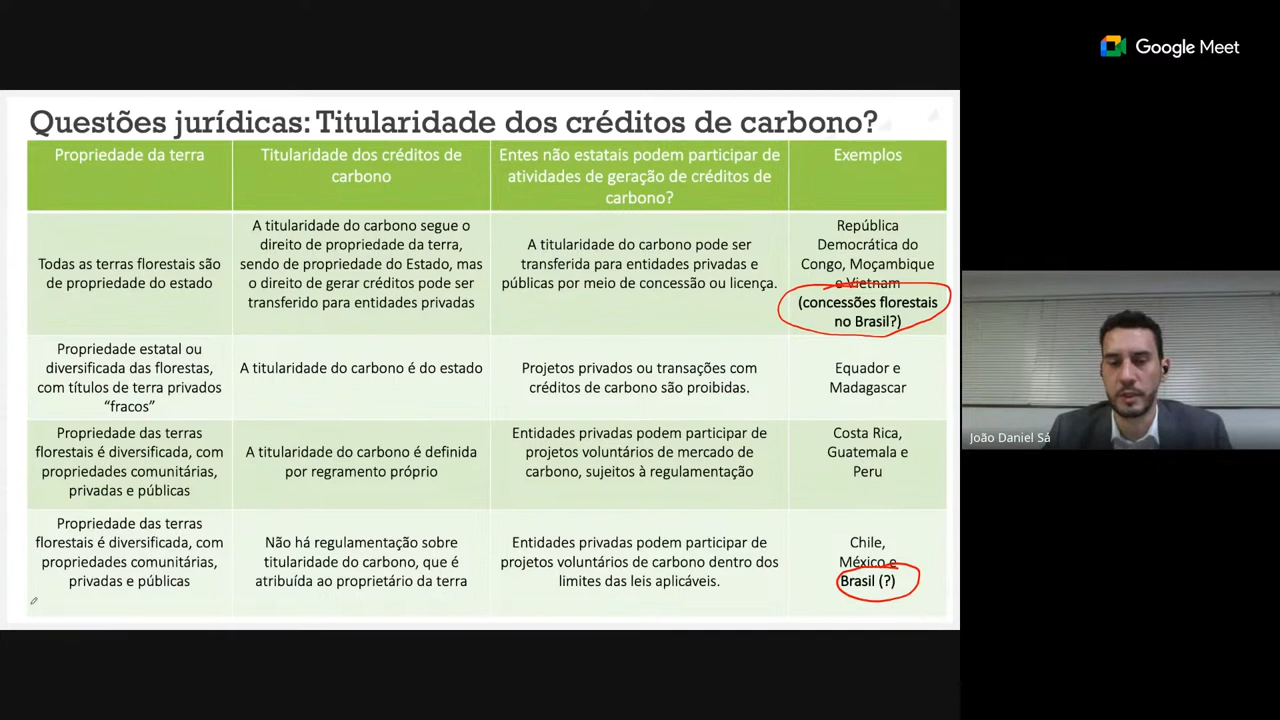 Google Meet
Questões jurídicas: Titularidade dos créditos de carbono?
Propriedade da terra
Titularidade dos créditos de
carbono
Entes não estatais podem participar de
atividades de geração de créditos de
carbono?
Exemplos
Todas as terras florestais são
de propriedade do estado
A titularidade do carbono segue o
direito de propriedade da terra,
sendo de propriedade do Estado, mas
o direito de gerar créditos pode ser
transferido para entidades privadas
A titularidade do carbono pode ser
transferida para entidades privadas e
públicas por meio de concessão ou licença.
República
Democrática do
Congo, Moçambique
e Vietnam
(concessões florestais
no Brasil?)
Propriedade estatal ou
diversificada das florestas,
com títulos de terra privados
“fracos”
A titularidade do carbono é do estado
Projetos privados ou transações com
créditos de carbono são proibidas.
Equador e
Madagascar
Propriedade das terras
florestais é diversificada, com
propriedades comunitárias,
privadas e públicas
A titularidade do carbono é definida
por regramento próprio
Entidades privadas podem participar de
projetos voluntários de mercado de
carbono, sujeitos à regulamentação
Costa Rica,
Guatemala e
Peru
Propriedade das terras
florestais é diversificada, com
propriedades comunitárias,
privadas e públicas
Não há regulamentação sobre
titularidade do carbono, que é
atribuída ao proprietário da terra
Entidades privadas podem participar de
projetos voluntários de carbono dentro dos
limites das leis aplicáveis.
Chile,
México e
Brasil (?)
João Daniel Sá